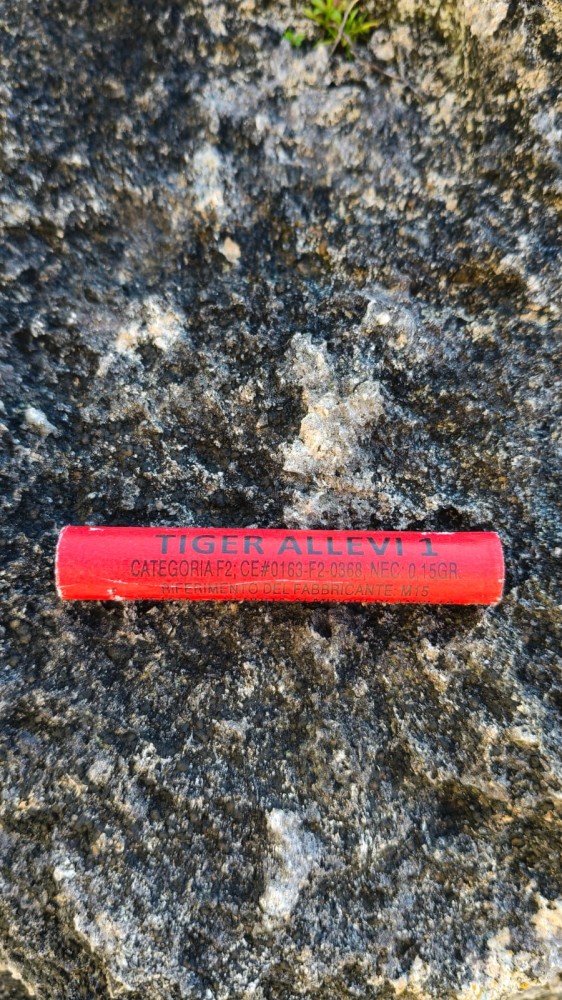 TIGER ALLEVI 1
CATEGORIA F2; CE#0163-F2-0368; NEC: 0,15GR.
RIFERIMENTO DEL FABBRICANTE: M15